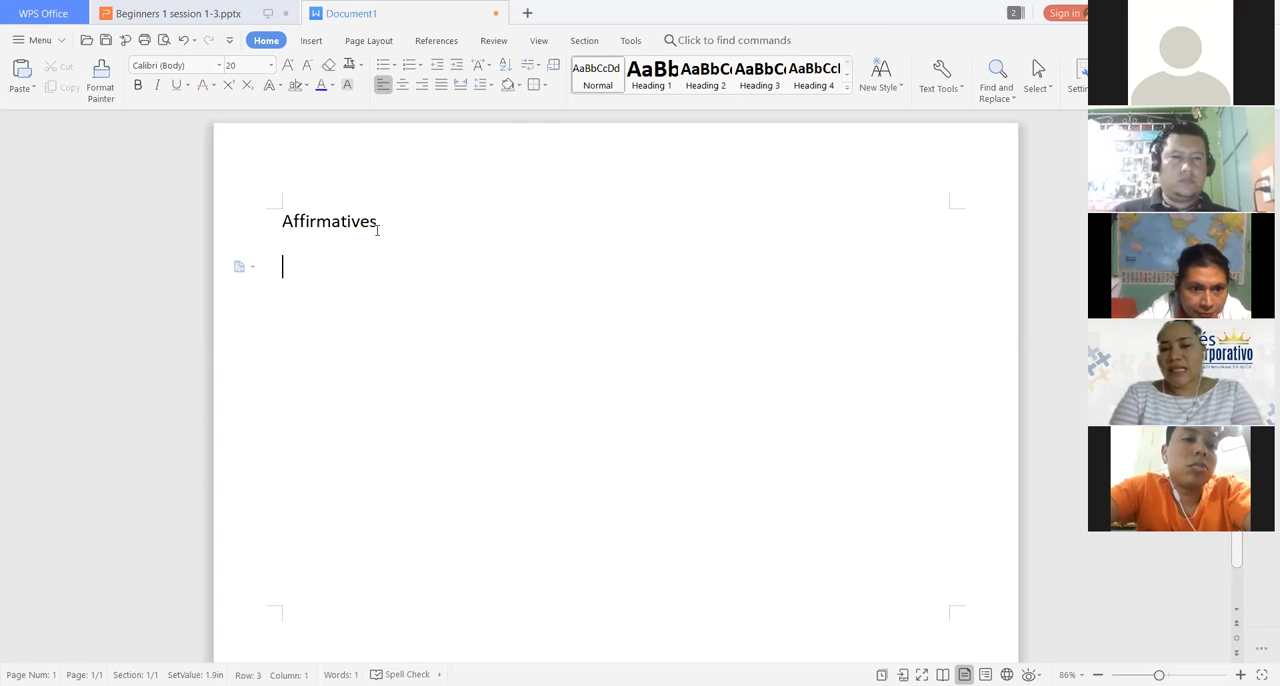 WPS Office
Beginners 1 session 1-3.pptx
Document1
2
Sign in
Menu
Home
Insert
Page Layout
References
Review
View
Section
Tools
Click to find commands
Paste
Cut
Copy
Format
Painter
Calibri (Body)
20
B I U A
AaBbCcDd
Normal
AaBb
Heading 1
AaBbC
Heading 2
AaBbC
Heading 3
AaBbCcI
Heading 4
New Style
Text Tools
Find and
Replace
Select
Affirmatives
és
rporativo
Page Num: 1
Page: 1/1
Section: 1/1
SetValue: 1.9in
Row: 3
Column: 1
Words: 1
Spell Check
86%